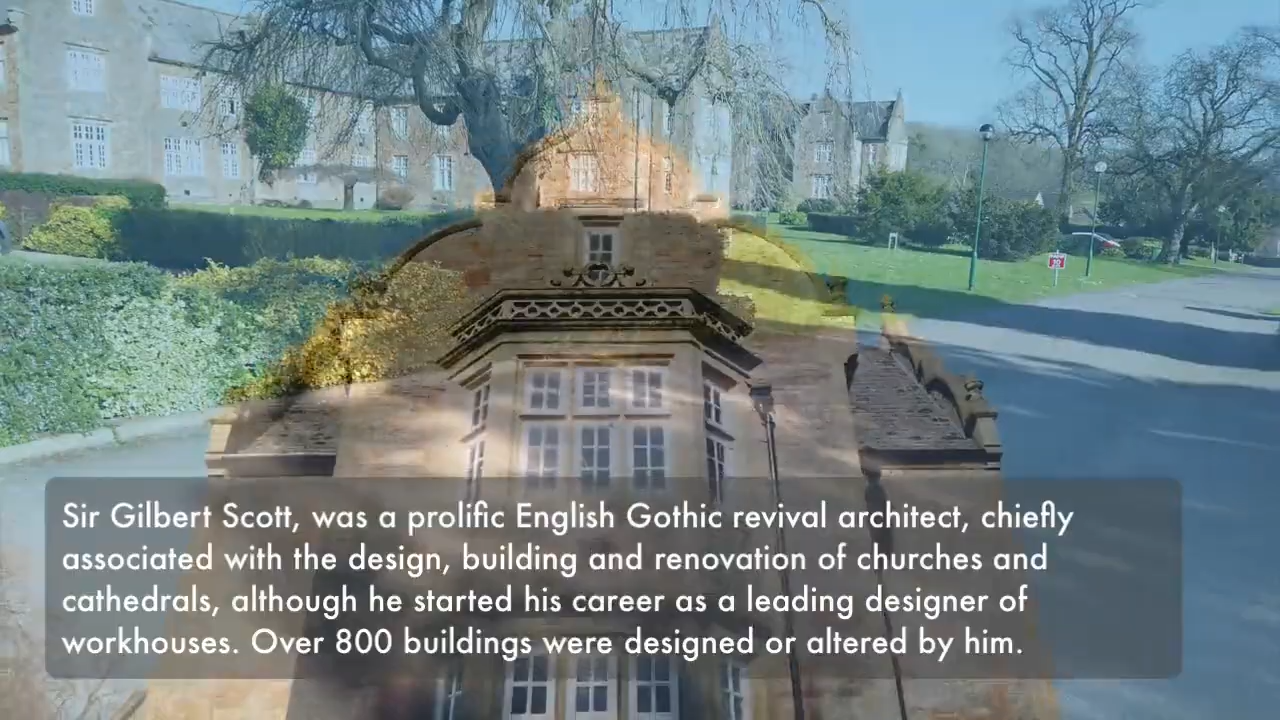 Sir Gilbert Scott, was a prolific English Gothic revival architect, chiefly
associated with the design, building and renovation of churches and
cathedrals, although he started his career as a leading designer of
workhouses. Over 800 buildings were designed or altered by him.